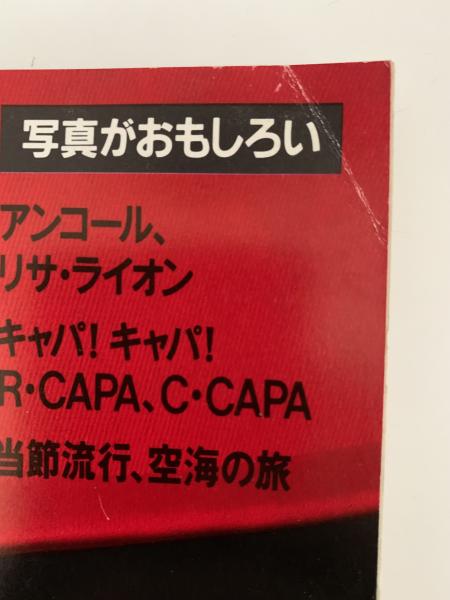 写真がおもしろい
アンコール、
リサ・ライオン
キャパ! キャパ!
R・CAPA、C・CAPA
当節流行、空海の旅